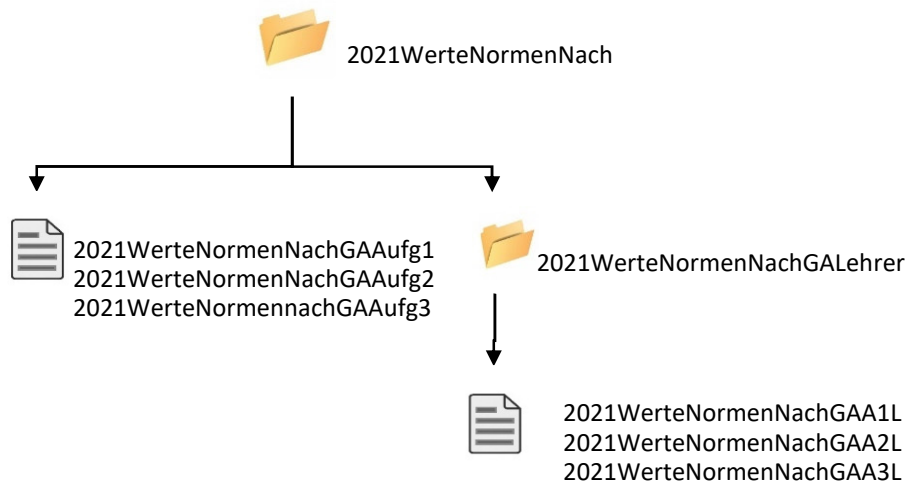 2021WerteNormenNach
2021WerteNormenNachGAAufg1
2021WerteNormenNachGAAufg2
2021WerteNormennachGAAufg3
2021WerteNormenNachGALehrer
2021WerteNormenNachGAA1L
2021WerteNormenNachGAA2L
2021WerteNormenNachGAA3L